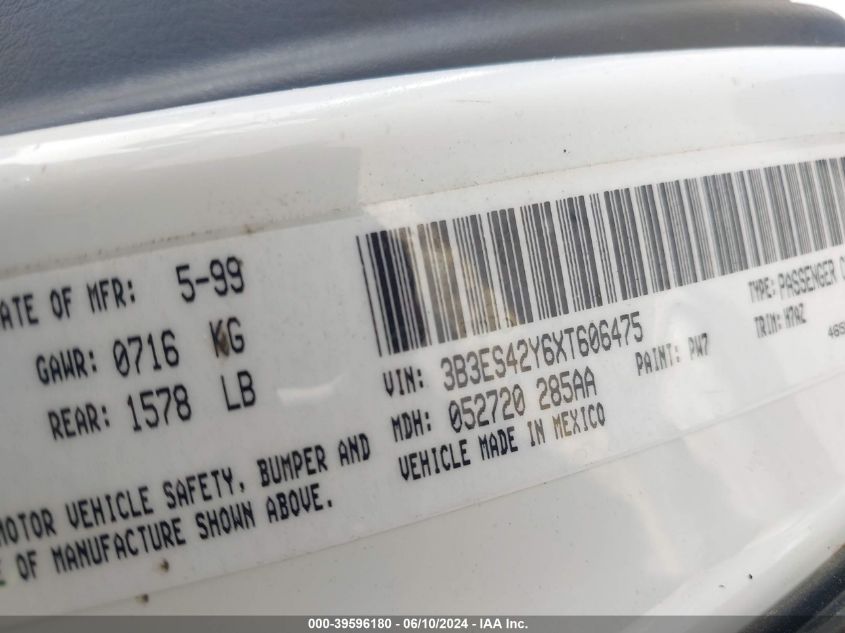 ATE OF MFR: 5-99
GAWR: 0716 KG
REAR: 1578 LB
MOTOR VEHICLE SAFETY, BUMPER AND
E OF MANUFACTURE SHOWN ABOVE.
VIN: 3B3ES42Y6XT606475
MDH: 052720 285AA
VEHICLE MADE IN MEXICO
PAINT: PW7
TYPE: PASSENGER C
TRIM: H7AZ
000-39596180 / 06/10/2024 - IAA Inc.